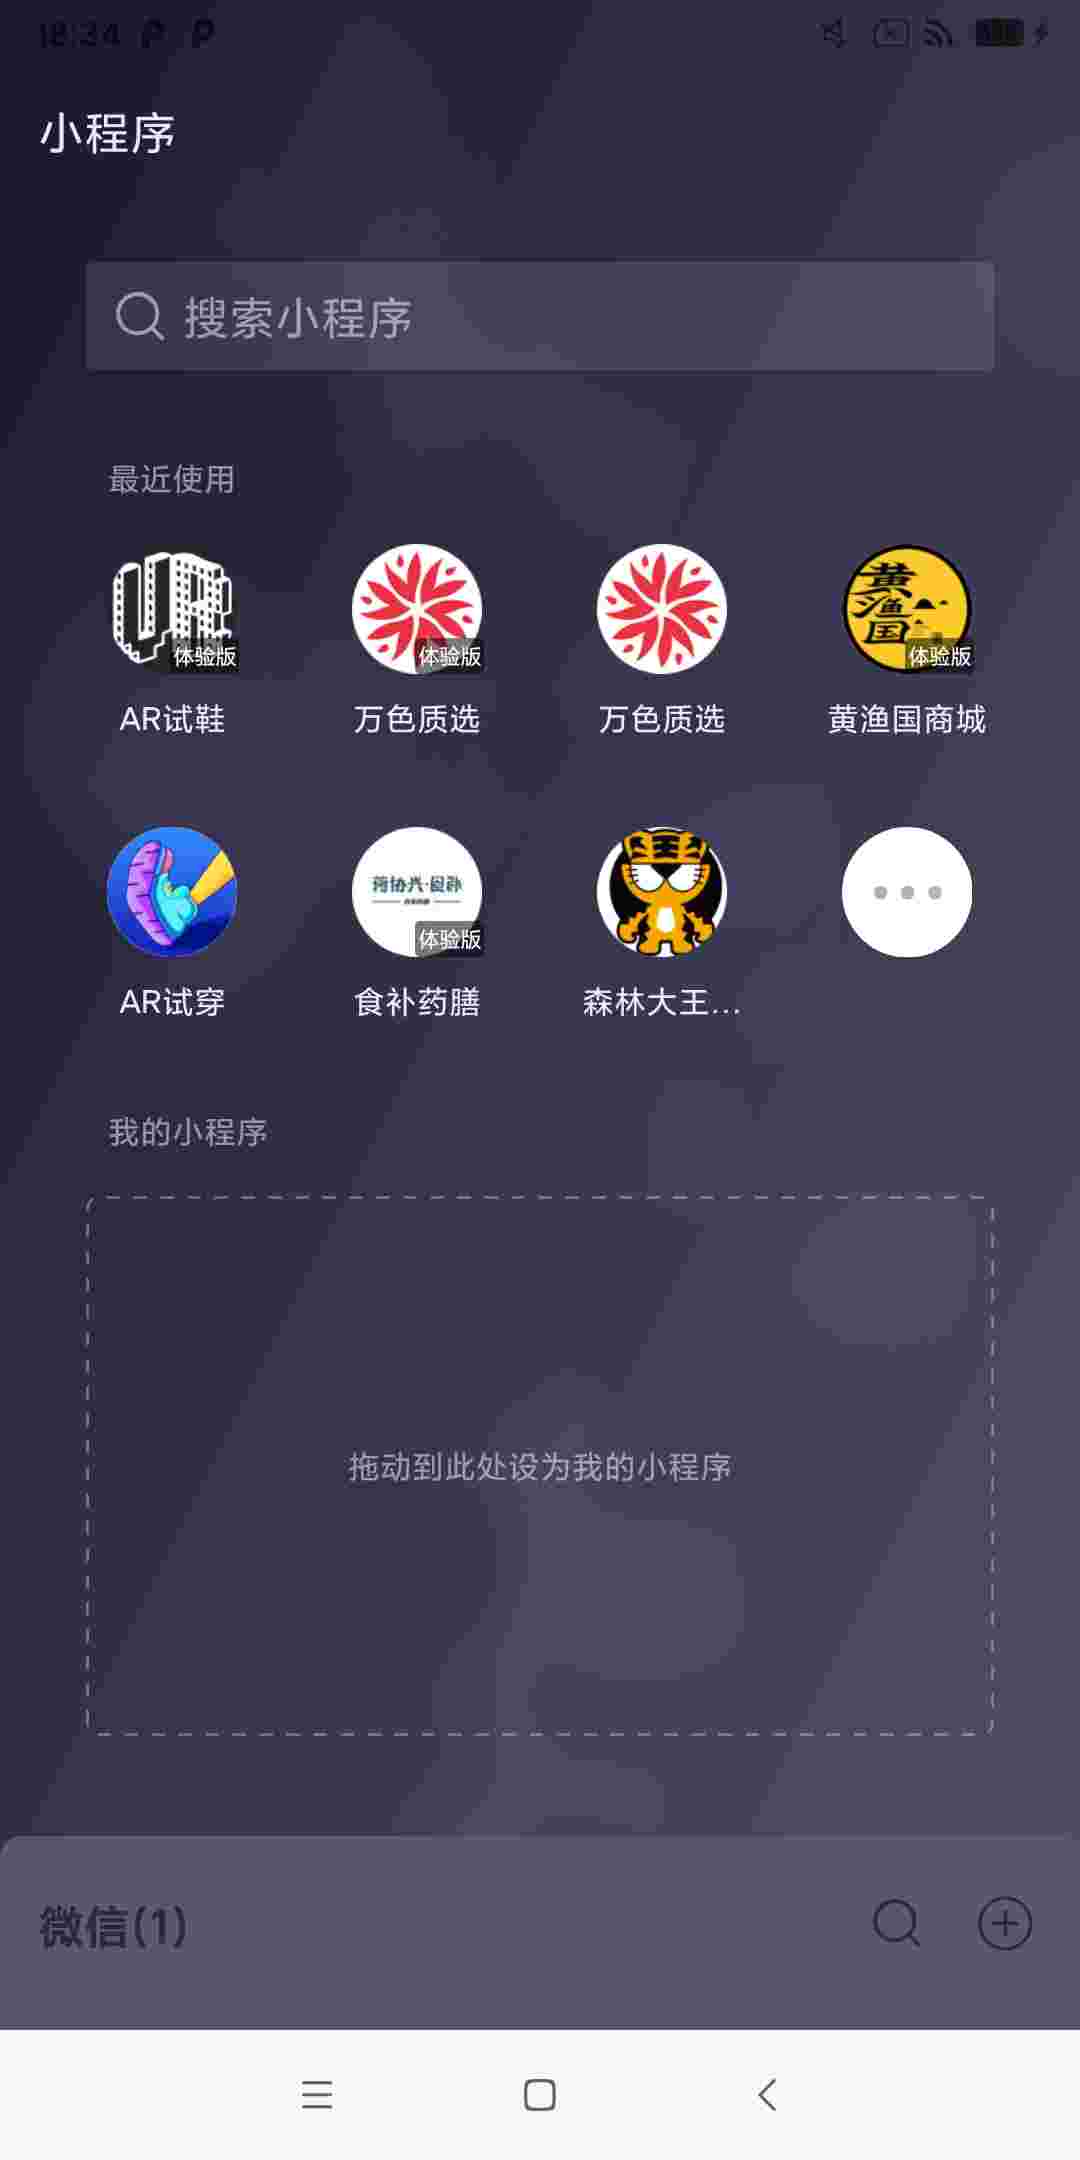 18:34
小程序
搜索小程序
最近使用
体验版
体验版
黄渔国
体验版
AR试鞋
万色质选
万色质选
黄渔国商城
体验版
AR试穿
食补药膳
森林大王...
我的小程序
拖动到此处设为我的小程序
微信(1)